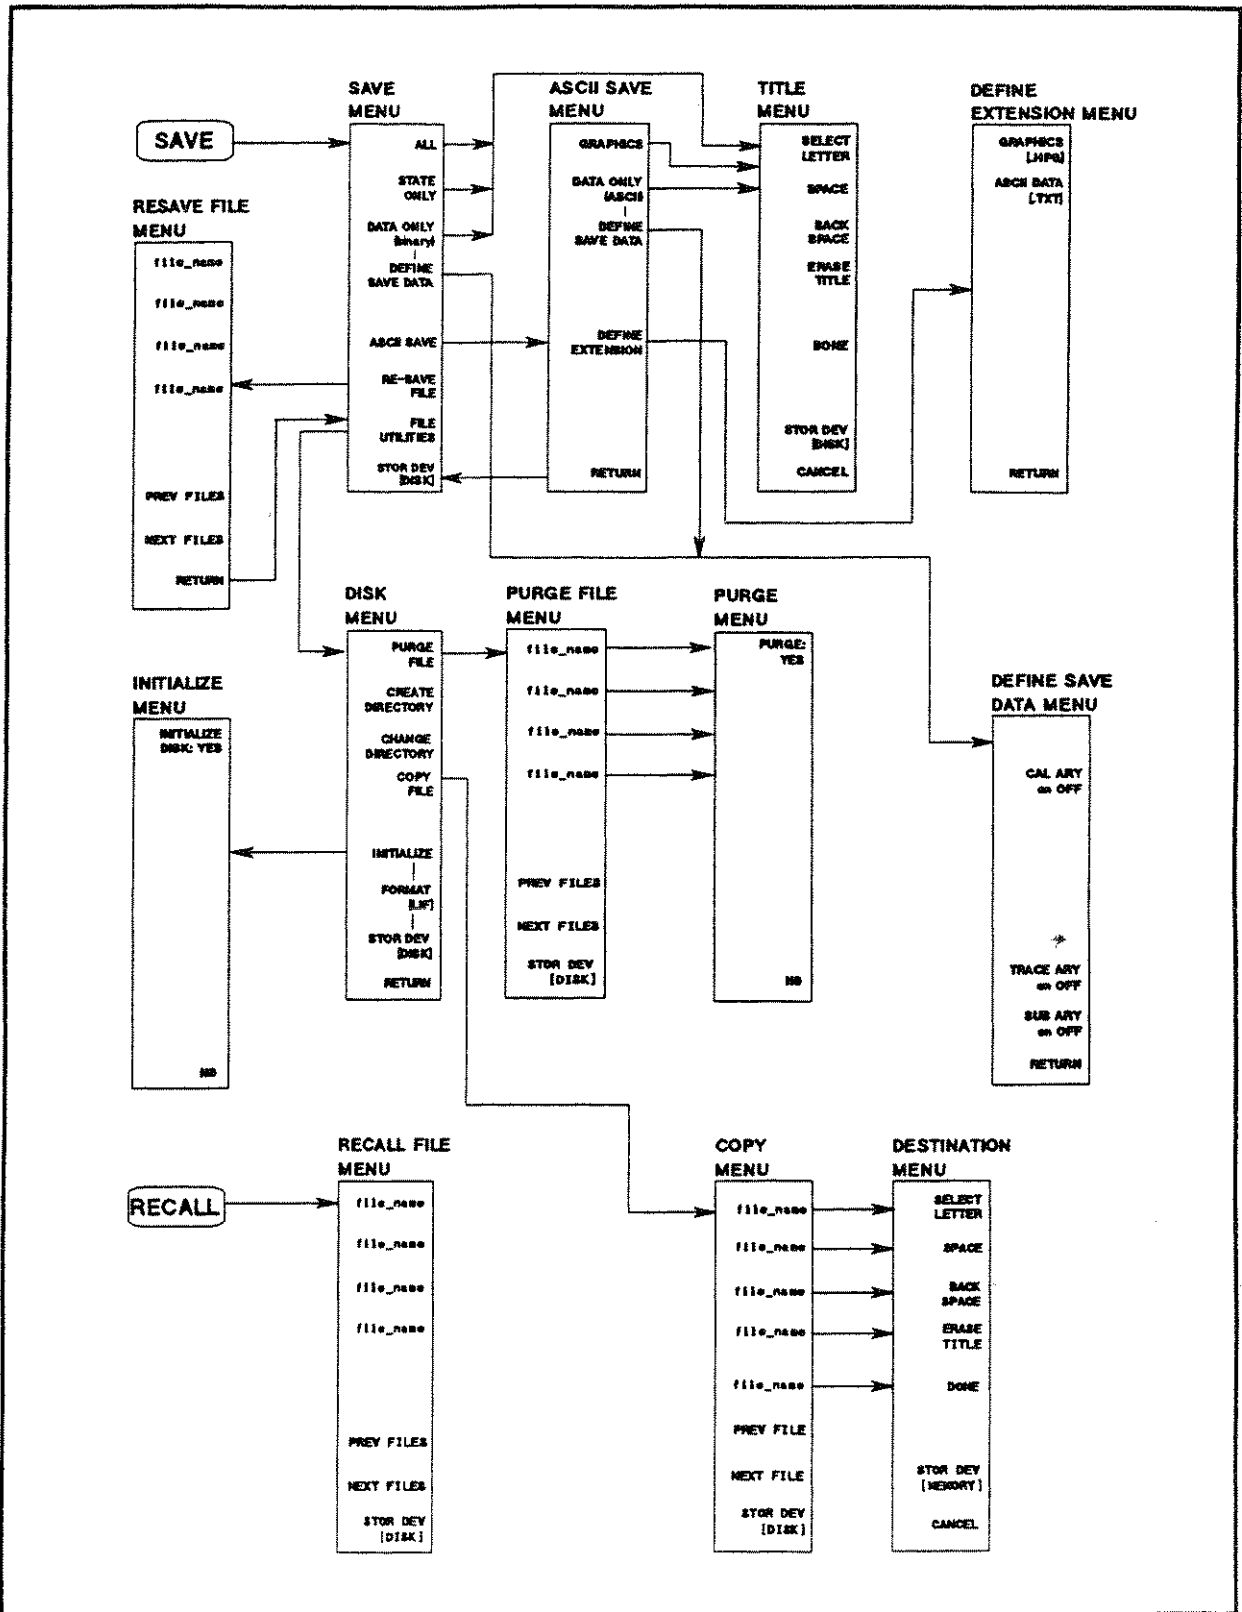 SAVE
SAVE
MENU
ALL
STATE
ONLY
DATA ONLY
(binary)
DEFINE
SAVE DATA
ASCII SAVE
RE-SAVE
FILE
FILE
UTILITIES
STOR DEV
[DISK]
ASCII SAVE
MENU
GRAPHICS
DATA ONLY
(ASCII)
DEFINE
SAVE DATA
DEFINE
EXTENSION
RETURN
TITLE
MENU
SELECT
LETTER
SPACE
BACK
SPACE
ERASE
TITLE
DONE
STOR DEV
[DISK]
CANCEL
DEFINE
EXTENSION MENU
GRAPHICS
[.HPG]
ASCII DATA
[.TXT]
RETURN
RESAVE FILE
MENU
file_name
file_name
file_name
file_name
PREV FILES
NEXT FILES
RETURN
DISK
MENU
PURGE
FILE
CREATE
DIRECTORY
CHANGE
DIRECTORY
COPY
FILE
INITIALIZE
FORMAT
[LIF]
STOR DEV
[DISK]
RETURN
PURGE FILE
MENU
file_name
file_name
file_name
file_name
PREV FILES
NEXT FILES
STOR DEV
[DISK]
PURGE
MENU
PURGE:
YES
NO
INITIALIZE
MENU
INITIALIZE
DISK: YES
NO
DEFINE SAVE
DATA MENU
CAL ARY
on OFF
TRACE ARY
on OFF
SUB ARY
on OFF
RETURN
RECALL
RECALL FILE
MENU
file_name
file_name
file_name
file_name
PREV FILES
NEXT FILES
STOR DEV
[DISK]
COPY
MENU
file_name
file_name
file_name
file_name
file_name
PREV FILE
NEXT FILE
STOR DEV
[DISK]
DESTINATION
MENU
SELECT
LETTER
SPACE
BACK
SPACE
ERASE
TITLE
DONE
STOR DEV
[MEMORY]
CANCEL